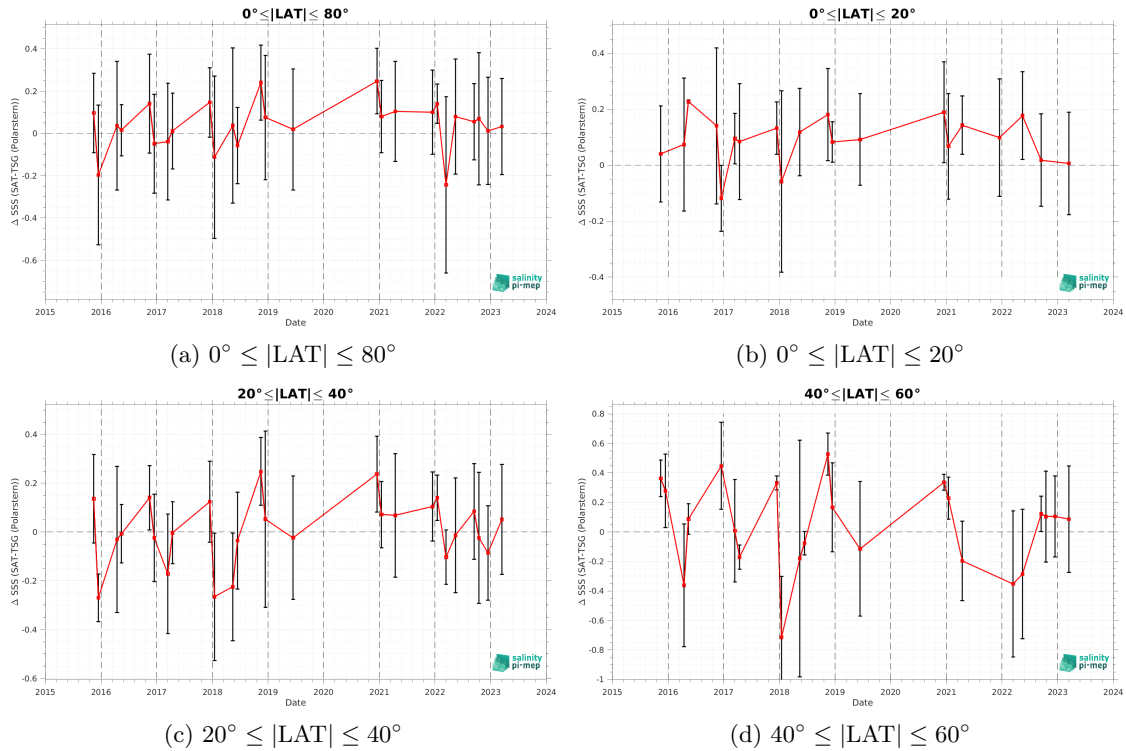 0°≤|LAT|≤ 80°
Δ SSS (SAT-TSG (Polarstern))
0.4
0.2
0
-0.2
-0.4
-0.6
2015 2016 2017 2018 2019 2020 2021 2022 2023 2024
Date
salinity
pi-mep
(a) 0° ≤ |LAT| ≤ 80°
0°≤|LAT|≤ 20°
Δ SSS (SAT-TSG (Polarstern))
0.4
0.2
0
-0.2
-0.4
2015 2016 2017 2018 2019 2020 2021 2022 2023 2024
Date
salinity
pi-mep
(b) 0° ≤ |LAT| ≤ 20°
20°≤|LAT|≤ 40°
Δ SSS (SAT-TSG (Polarstern))
0.4
0.2
0
-0.2
-0.4
-0.6
2015 2016 2017 2018 2019 2020 2021 2022 2023 2024
Date
salinity
pi-mep
(c) 20° ≤ |LAT| ≤ 40°
40°≤|LAT|≤ 60°
Δ SSS (SAT-TSG (Polarstern))
0.8
0.6
0.4
0.2
0
-0.2
-0.4
-0.6
-0.8
-1
2015 2016 2017 2018 2019 2020 2021 2022 2023 2024
Date
salinity
pi-mep
(d) 40° ≤ |LAT| ≤ 60°